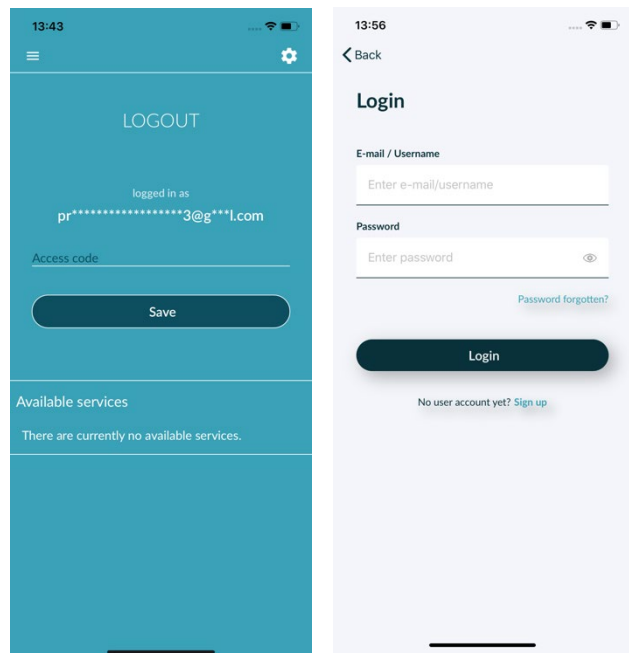 13:43
LOGOUT
logged in as
pr******************3@g***l.com
Access code
Save
Available services
There are currently no available services.
13:56
Back
Login
E-mail / Username
Enter e-mail/username
Password
Enter password
Password forgotten?
Login
No user account yet? Sign up